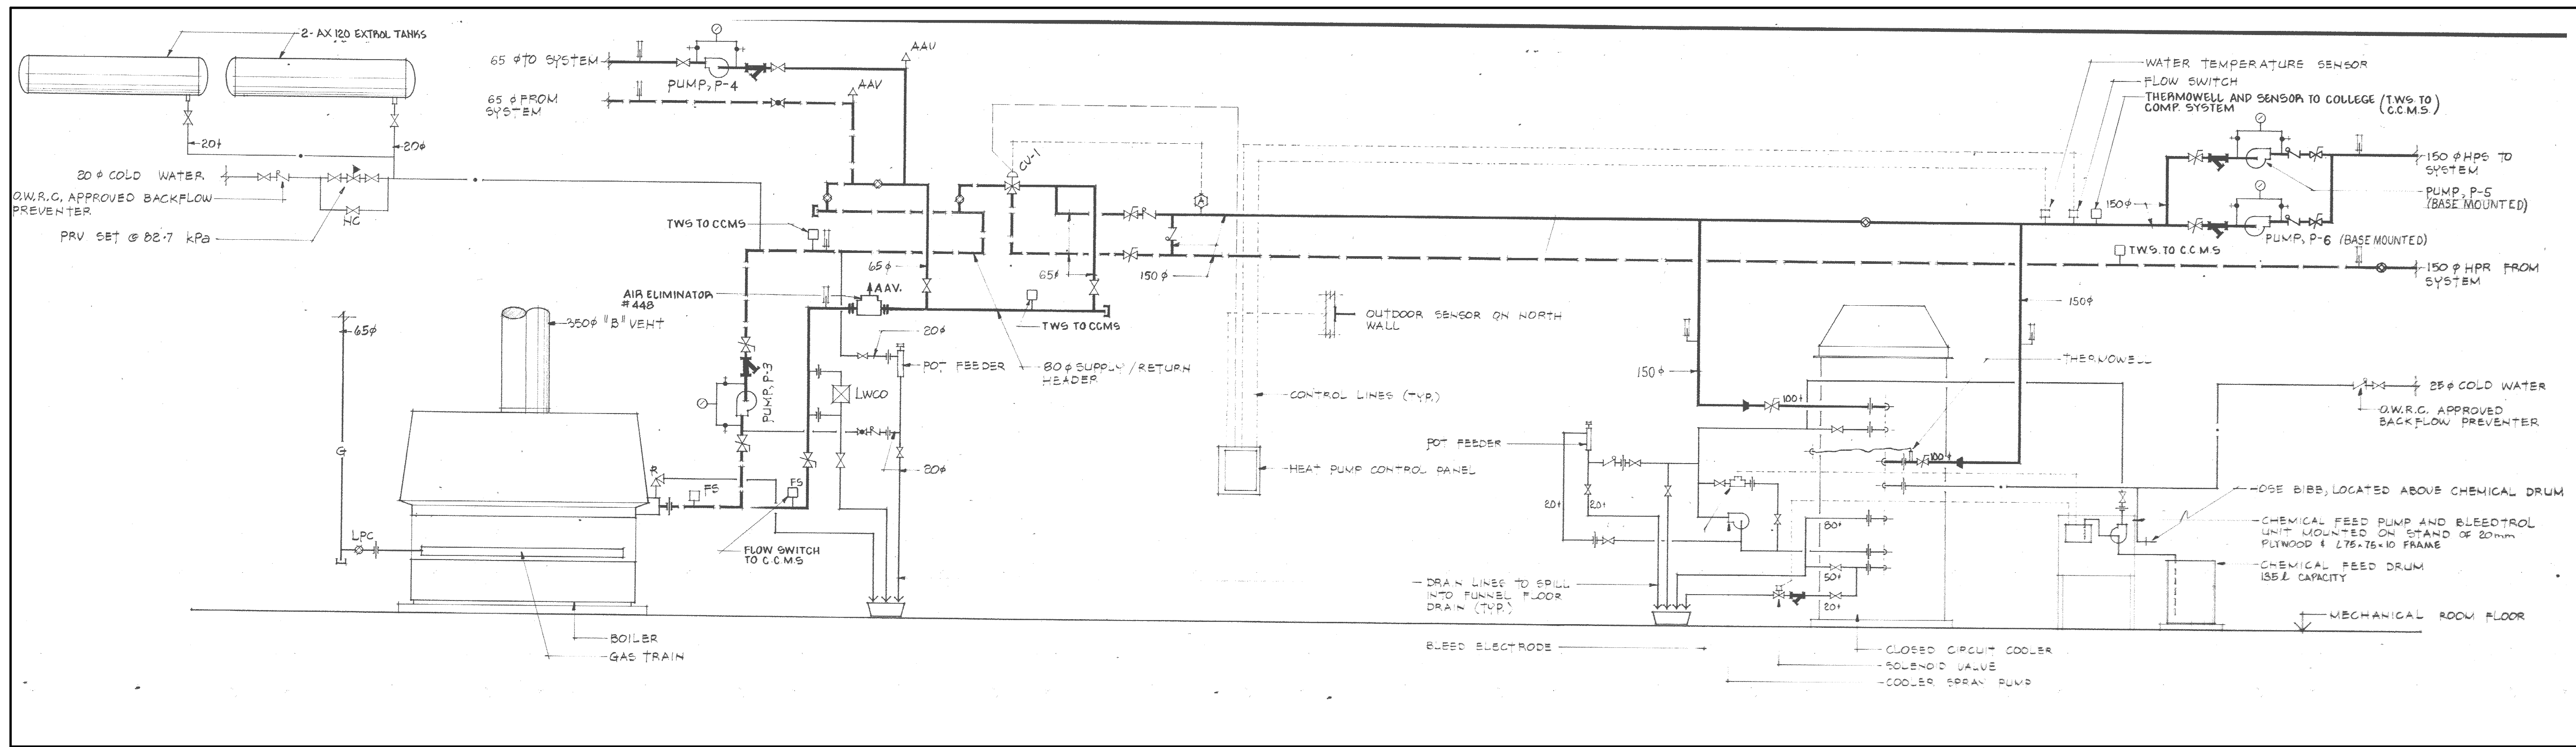 2-AX 120 EXTROL TANKS
20φ
20φ
20 φ COLD WATER
O.W.R.C. APPROVED BACKFLOW
PREVENTER
NC
PRV SET @ 82.7 kPa
65 φ TO SYSTEM
PUMP, P-4
AAV
65 φ FROM
SYSTEM
AAV
CV-1
TWS TO CCMS
65φ
65φ
150φ
AIR ELIMINATOR
#448
AAV.
TWS TO CCMS
20φ
POT FEEDER
80φ SUPPLY/RETURN
HEADER
LWCO
PUMP, P-3
20φ
R
R
R
FS
FS
FLOW SWITCH
TO C.C.M.S
65φ
350φ "B" VENT
G
LPC
BOILER
GAS TRAIN
A
OUTDOOR SENSOR ON NORTH
WALL
CONTROL LINES (TYP.)
HEAT PUMP CONTROL PANEL
WATER TEMPERATURE SENSOR
FLOW SWITCH
THERMOWELL AND SENSOR TO COLLEGE (T.W.S. TO)
COMP. SYSTEM (C.C.M.S.)
150φ HPS TO
SYSTEM
PUMP, P-5
(BASE MOUNTED)
150φ
PUMP, P-6 (BASE MOUNTED)
T.W.S. TO C.C.M.S
150 φ HPR FROM
SYSTEM
150φ
150φ
THERMOWELL
100φ
100φ
25φ COLD WATER
O.W.R.C. APPROVED
BACKFLOW PREVENTER
POT FEEDER
20φ
20φ
80φ
50φ
20φ
OSE BIBB, LOCATED ABOVE CHEMICAL DRUM
CHEMICAL FEED PUMP AND BLEEDTROL
UNIT MOUNTED ON STAND OF 20mm
PLYWOOD & L75×75×10 FRAME
CHEMICAL FEED DRUM
135 l CAPACITY
DRAIN LINES TO SPILL
INTO FUNNEL FLOOR
DRAIN (TYP.)
MECHANICAL ROOM FLOOR
BLEED ELECTRODE
CLOSED CIRCUIT COOLER
SOLENOID VALVE
COOLER SPRAY PUMP